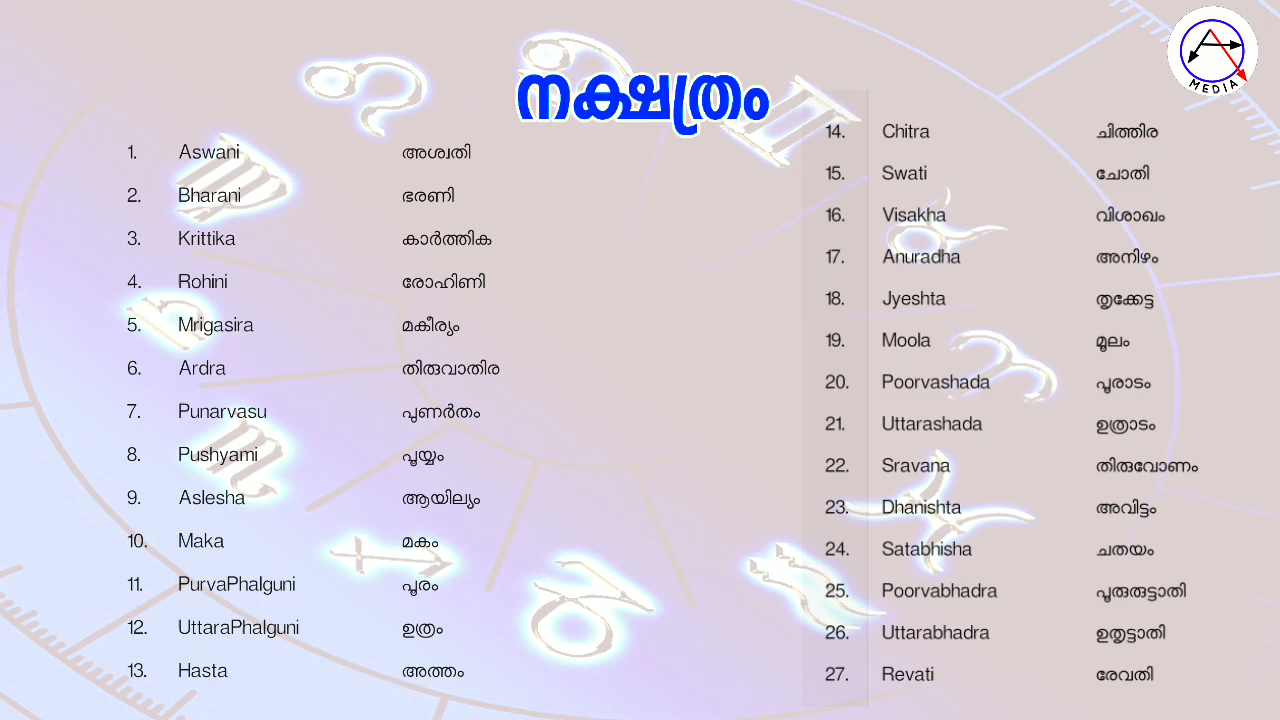 നക്ഷത്രം
1. Aswani അശ്വതി
2. Bharani ഭരണി
3. Krittika കാർത്തിക
4. Rohini രോഹിണി
5. Mrigasira മകീര്യം
6. Ardra തിരുവാതിര
7. Punarvasu പുണർതം
8. Pushyami പൂയ്യം
9. Aslesha ആയില്യം
10. Maka മകം
11. PurvaPhalguni പൂരം
12. UttaraPhalguni ഉത്രം
13. Hasta അത്തം
14. Chitra ചിത്തിര
15. Swati ചോതി
16. Visakha വിശാഖം
17. Anuradha അനിഴം
18. Jyeshta തൃക്കേട്ട
19. Moola മൂലം
20. Poorvashada പൂരാടം
21. Uttarashada ഉത്രാടം
22. Sravana തിരുവോണം
23. Dhanishta അവിട്ടം
24. Satabhisha ചതയം
25. Poorvabhadra പൂരുരുട്ടാതി
26. Uttarabhadra ഉതൃട്ടാതി
27. Revati രേവതി
MEDIA